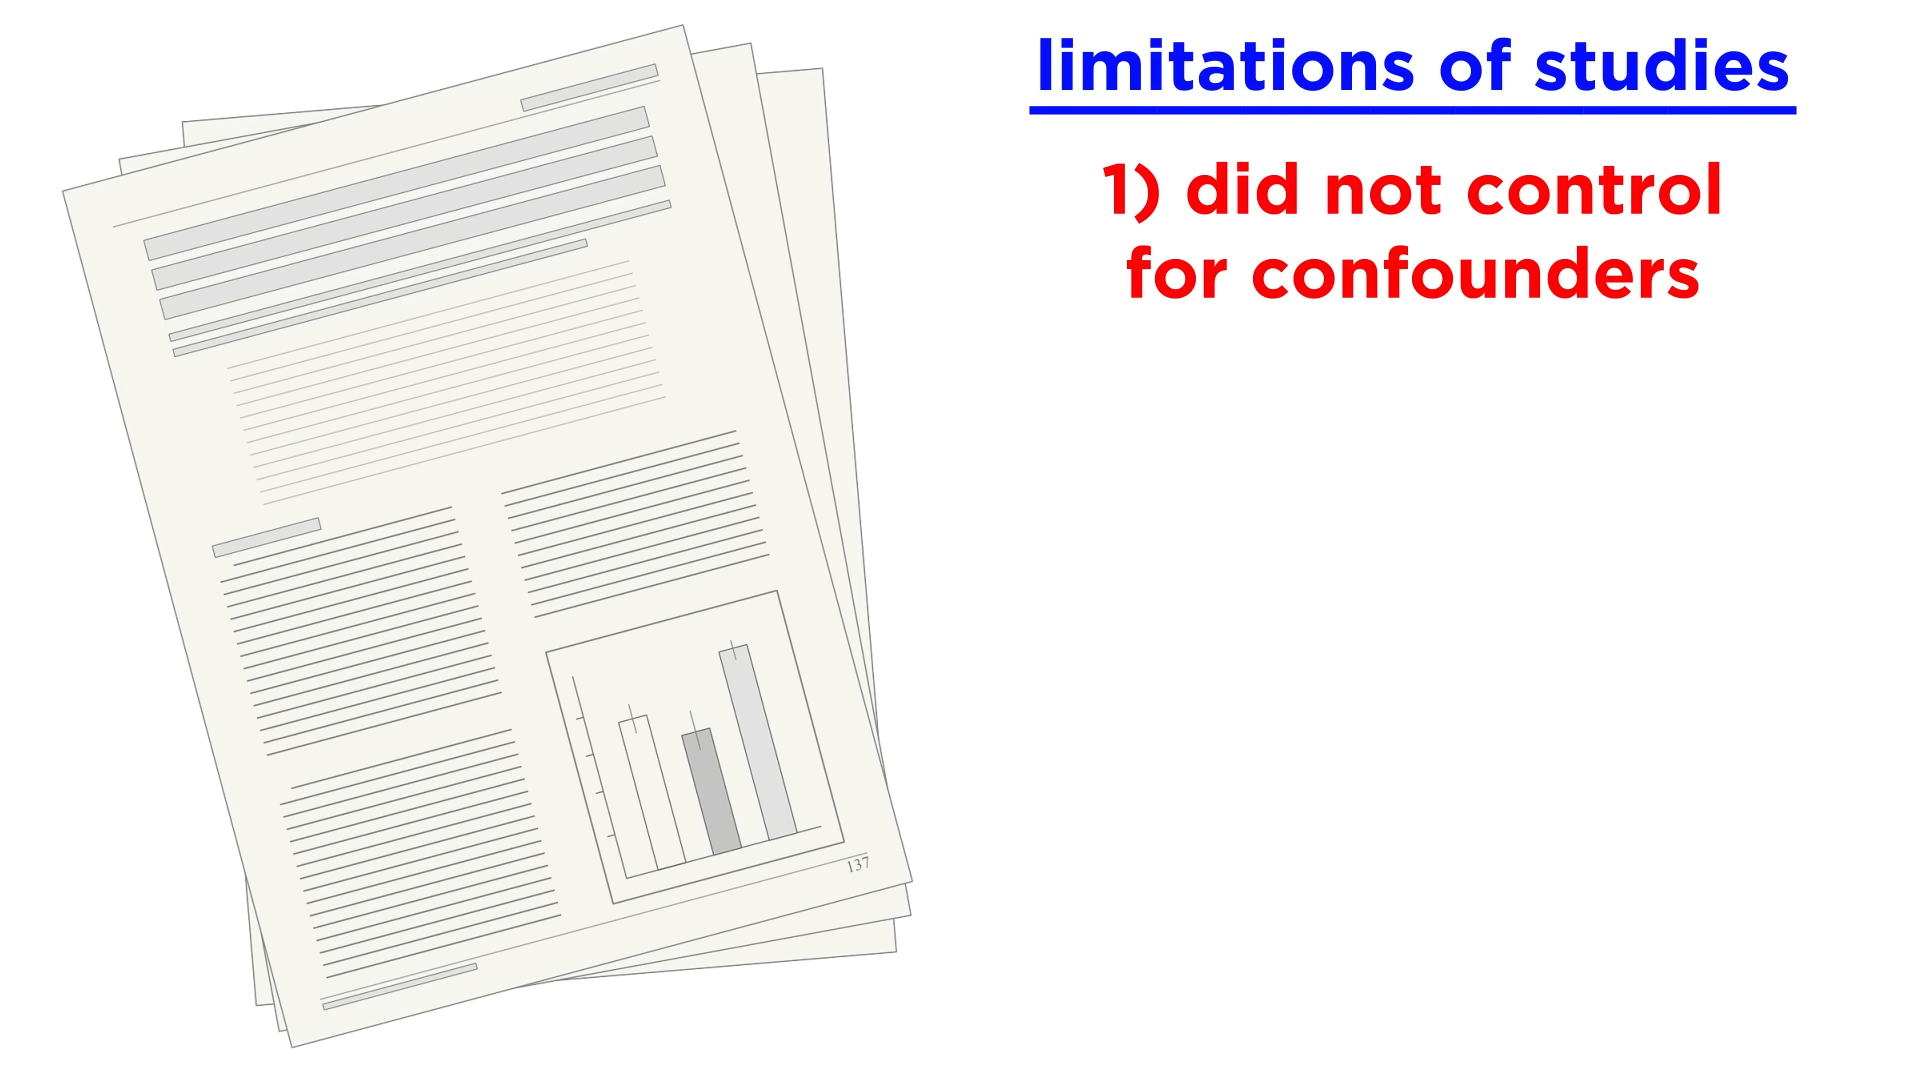 limitations of studies
1) did not control
for confounders
137